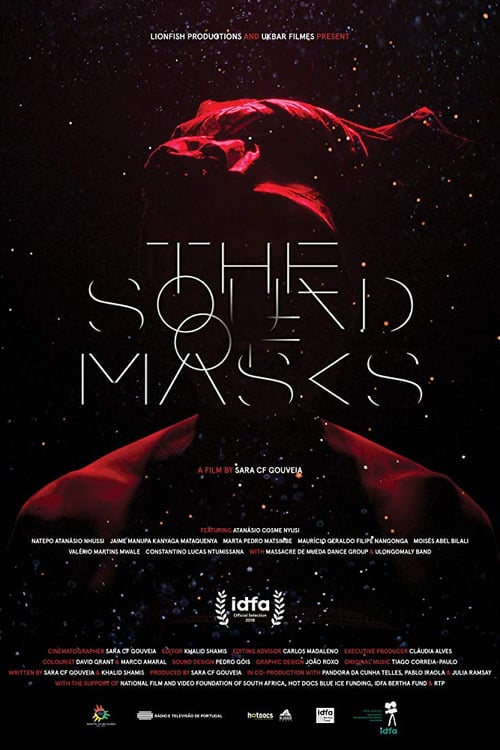 LIONFISH PRODUCTIONS AND UKBAR FILMES PRESENT
THE
SOUND
OF
MASKS
A FILM BY SARA CF GOUVEIA
FEATURING ATANÁSIO COSME NYUSI
NATEPO ATANÁSIO NHUSSI JAIME MANUPA KANYAGA MATAQUENYA MARTA PEDRO MATSIMBE MAURÍCIO GERALDO FILIPE NANGONGA MOISÉS ABEL BILALI
VALÉRIO MARTINS MWALE CONSTANTINO LUCAS NTUMISSANA WITH MASSACRE DE MUEDA DANCE GROUP & ULONGOMALY BAND
idfa
Official Selection
2018
CINEMATOGRAPHER SARA CF GOUVEIA EDITOR KHALID SHAMIS EDITING ADVISOR CARLOS MADALENO EXECUTIVE PRODUCER CLÁUDIA ALVES
COLOURIST DAVID GRANT & MARCO AMARAL SOUND DESIGN PEDRO GÓIS GRAPHIC DESIGN JOÃO ROXO ORIGINAL MUSIC TIAGO CORREIA-PAULO
WRITTEN BY SARA CF GOUVEIA & KHALID SHAMIS PRODUCED BY SARA CF GOUVEIA IN CO-PRODUCTION WITH PANDORA DA CUNHA TELLES, PABLO IRAOLA & JULIA RAMSAY
WITH THE SUPPORT OF NATIONAL FILM AND VIDEO FOUNDATION OF SOUTH AFRICA, HOT DOCS BLUE ICE FUNDING, IDFA BERTHA FUND & RTP
RÁDIO E TELEVISÃO DE PORTUGAL
HOTDOCS
idfa
idfa